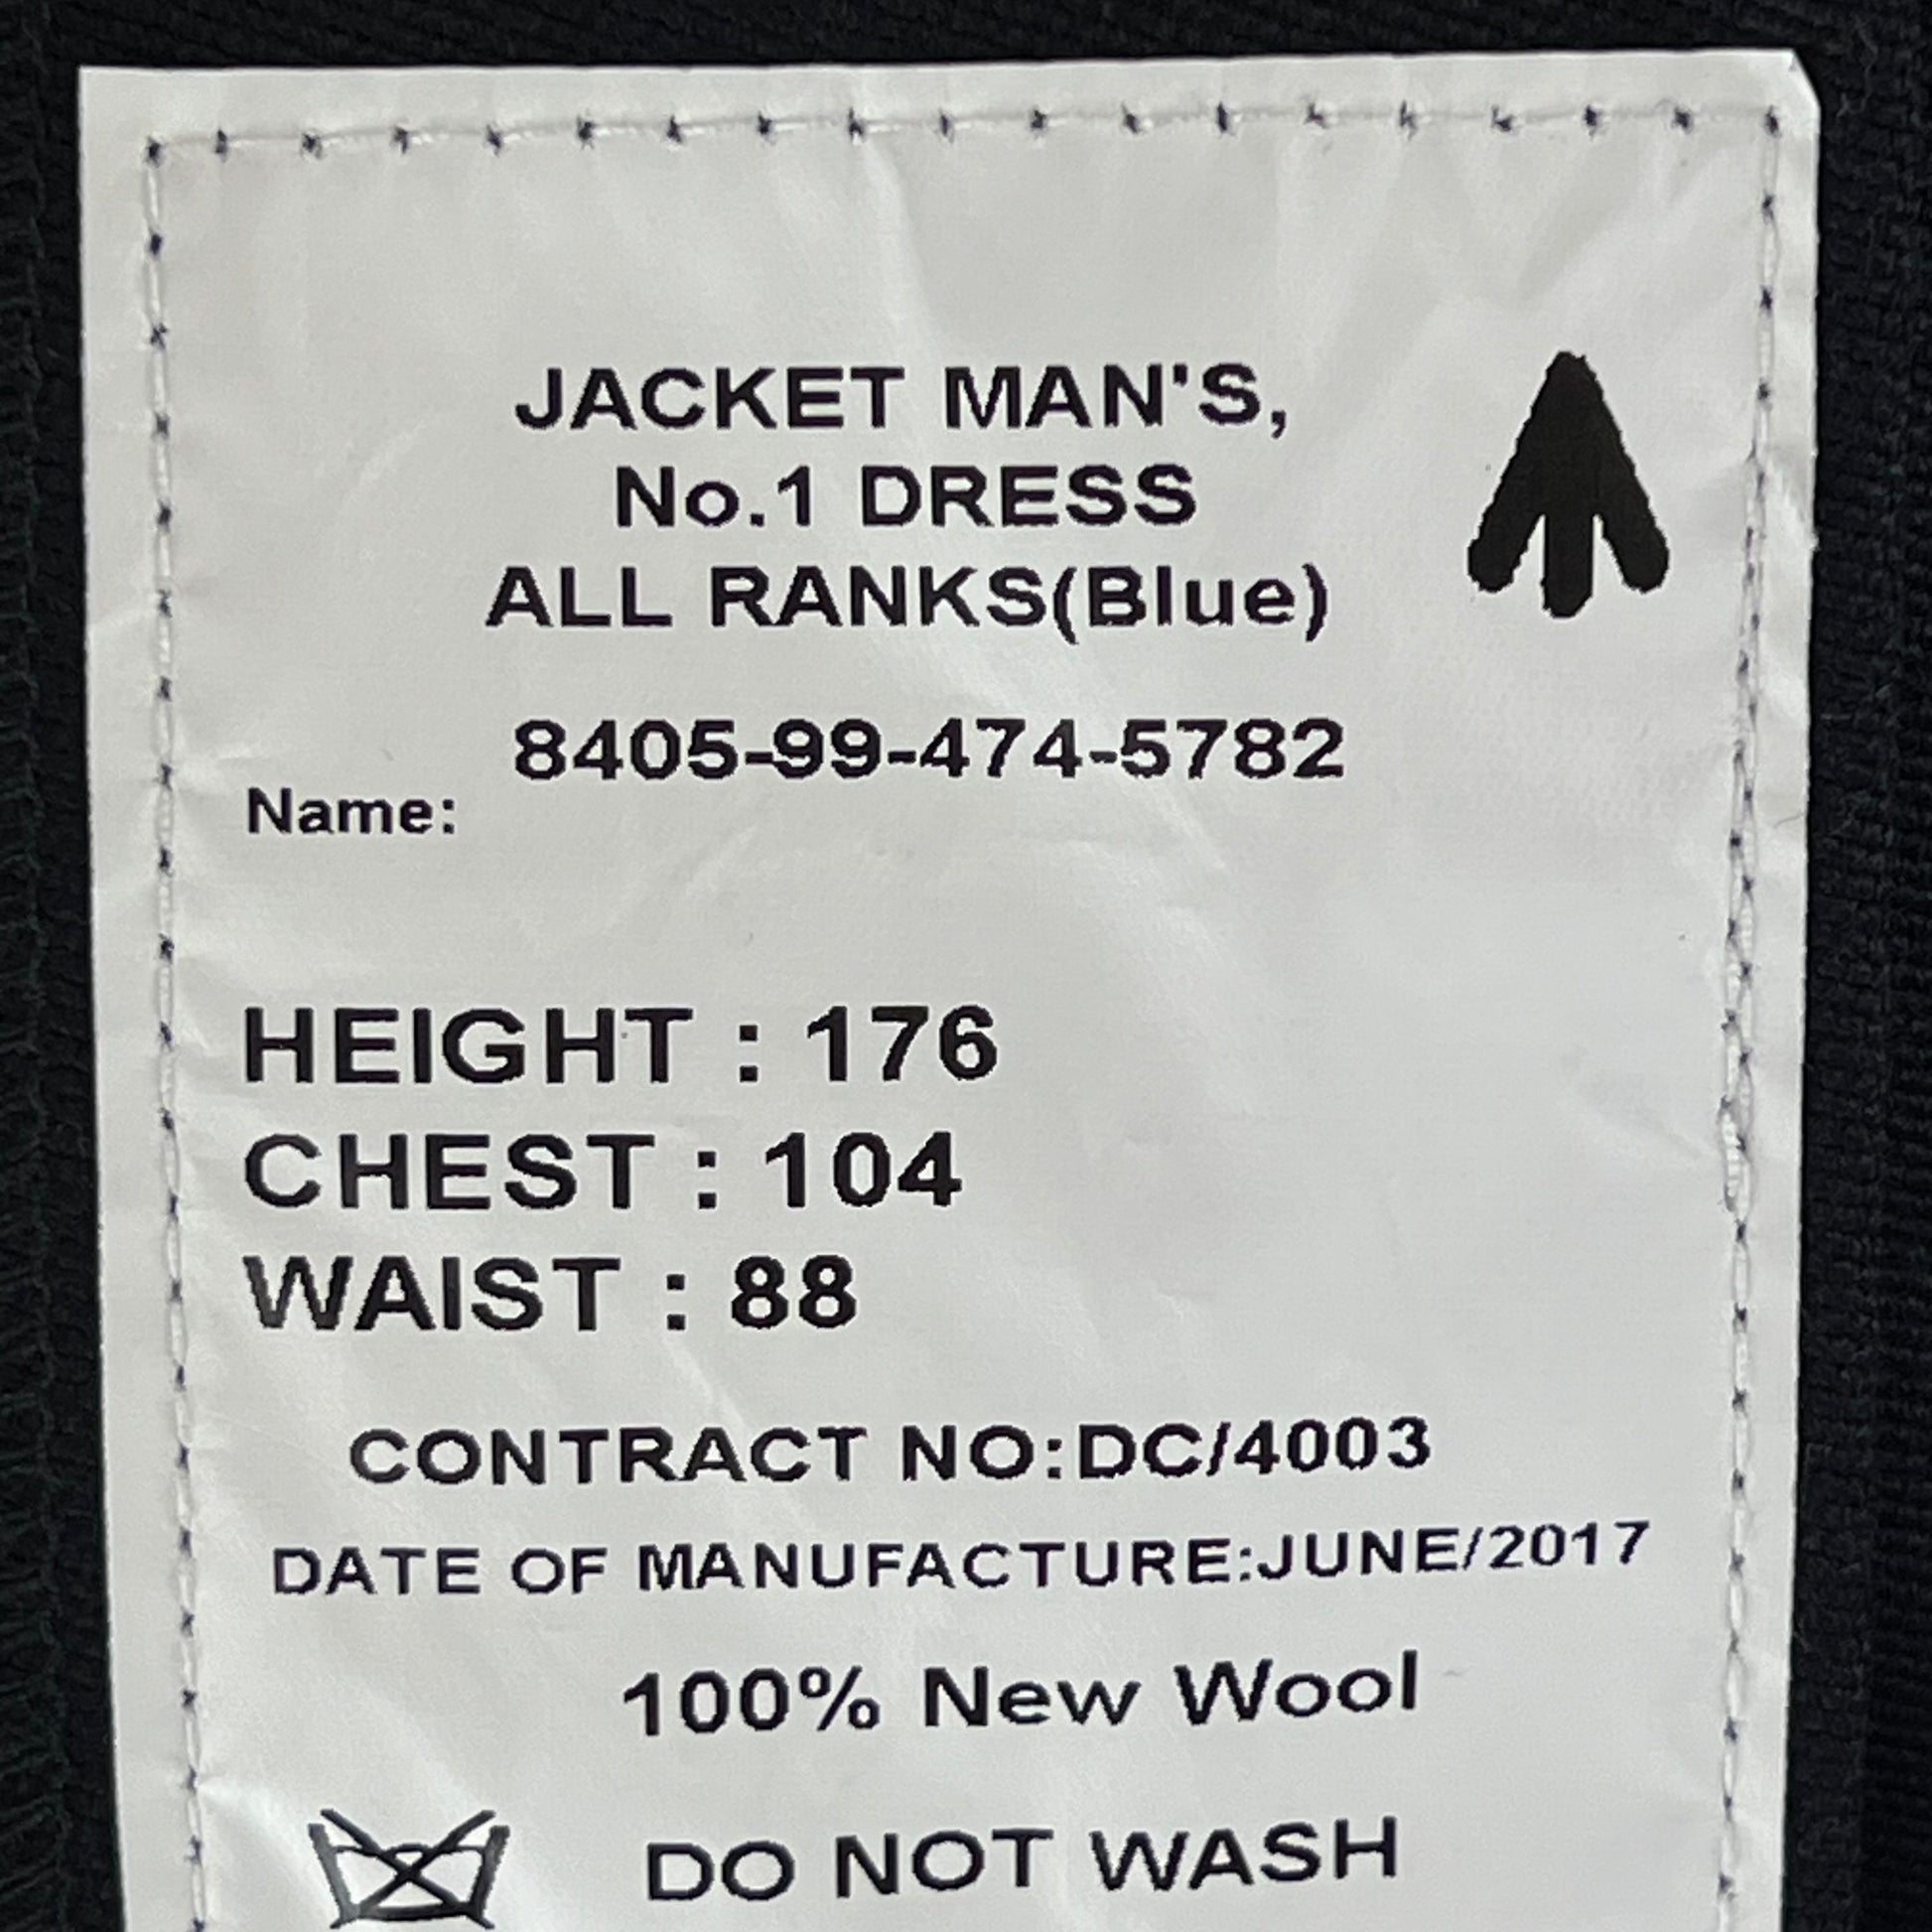 JACKET MAN'S,
No.1 DRESS
ALL RANKS(Blue)
8405-99-474-5782
Name:
HEIGHT : 176
CHEST : 104
WAIST : 88
CONTRACT NO:DC/4003
DATE OF MANUFACTURE:JUNE/2017
100% New Wool
DO NOT WASH